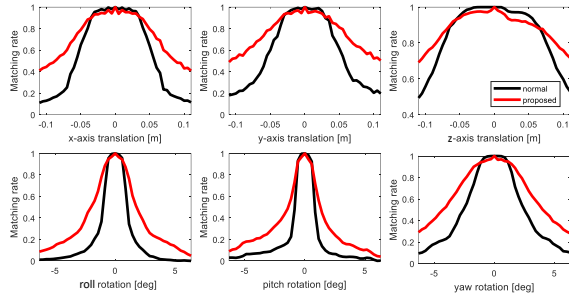 1
0.8
0.6
0.4
0.2
0
Matching rate
-0.1 -0.05 0 0.05 0.1
x-axis translation [m]
1
0.8
0.6
0.4
0.2
0
Matching rate
-0.1 -0.05 0 0.05 0.1
y-axis translation [m]
1
0.8
0.6
0.4
Matching rate
normal
proposed
-0.1 -0.05 0 0.05 0.1
z-axis translation [m]
1
0.8
0.6
0.4
0.2
0
Matching rate
-5 0 5
roll rotation [deg]
1
0.8
0.6
0.4
0.2
0
Matching rate
-5 0 5
pitch rotation [deg]
1
0.8
0.6
0.4
0.2
0
Matching rate
-5 0 5
yaw rotation [deg]